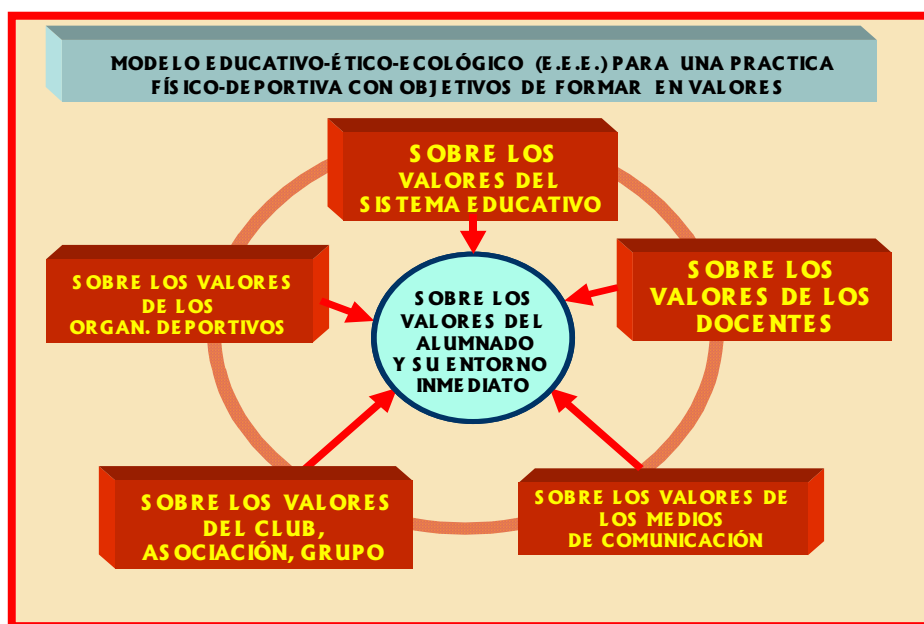 MODELO EDUCATIVO-ÉTICO-ECOLÓGICO (E.E.E.) PARA UNA PRACTICA
FÍSICO-DEPORTIVA CON OBJETIVOS DE FORMAR EN VALORES
SOBRE LOS
VALORES DEL
SISTEMA EDUCATIVO
SOBRE LOS VALORES
DE LOS
ORGAN. DEPORTIVOS
SOBRE LOS
VALORES DE LOS
DOCENTES
SOBRE LOS
VALORES DEL
ALUMNADO
Y SU ENTORNO
INMEDIATO
SOBRE LOS VALORES
DEL CLUB,
ASOCIACIÓN, GRUPO
SOBRE LOS VALORES DE
LOS MEDIOS
DE COMUNICACIÓN